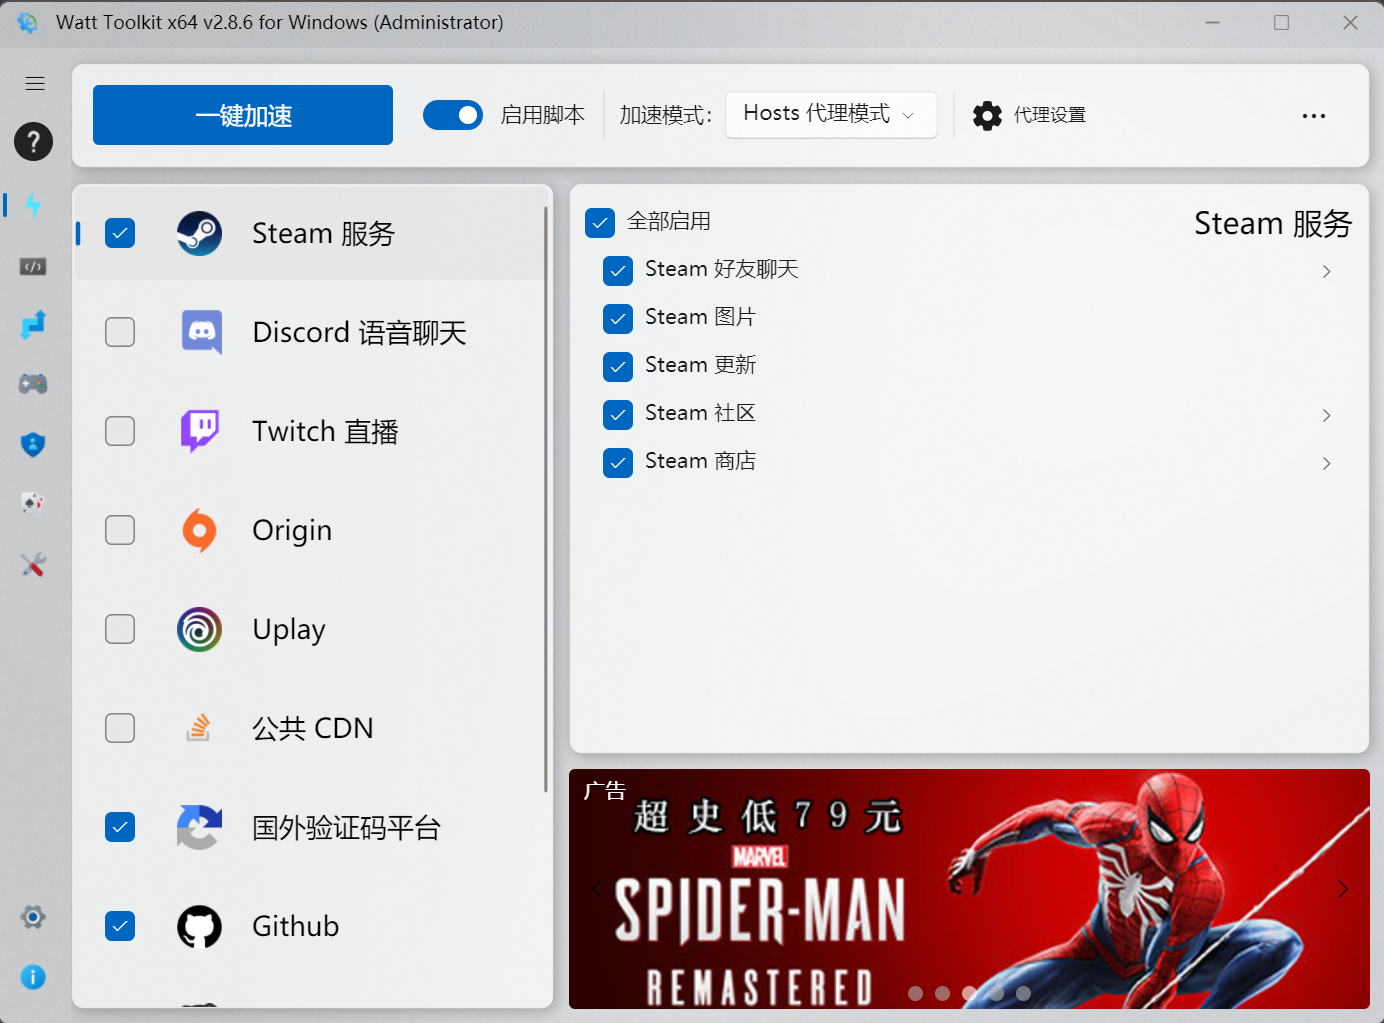 Watt Toolkit x64 v2.8.6 for Windows (Administrator)
一键加速
启用脚本
加速模式：
Hosts 代理模式
代理设置
Steam 服务
Discord 语音聊天
Twitch 直播
Origin
Uplay
公共 CDN
国外验证码平台
Github
全部启用
Steam 服务
Steam 好友聊天
Steam 图片
Steam 更新
Steam 社区
Steam 商店
广告
超史低79元
MARVEL
SPIDER-MAN
REMASTERED